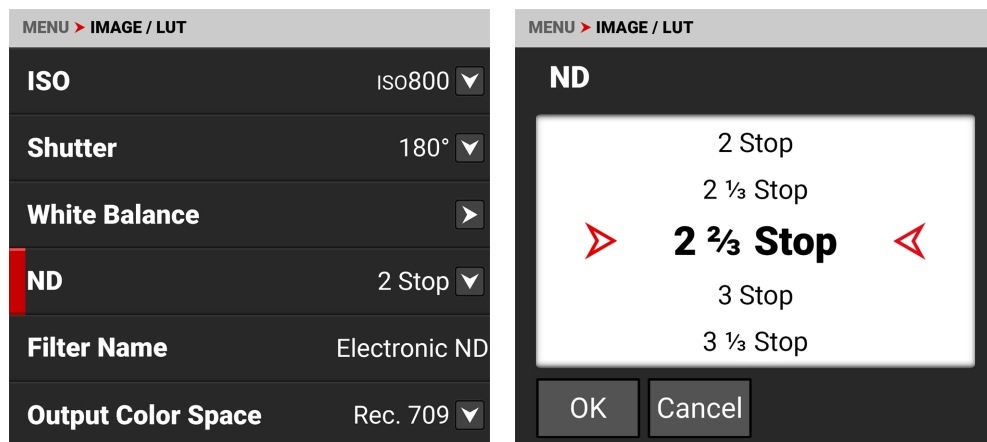 MENU ➤ IMAGE / LUT
ISO ISO800
Shutter 180°
White Balance
ND 2 Stop
Filter Name Electronic ND
Output Color Space Rec. 709
MENU ➤ IMAGE / LUT
ND
2 Stop
2 ⅓ Stop
2 ⅔ Stop
3 Stop
3 ⅓ Stop
OK Cancel